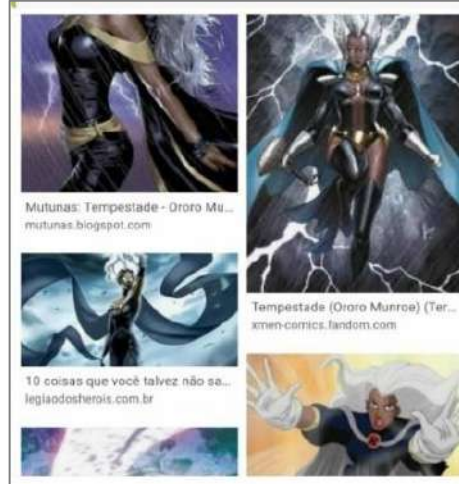 Mutunas: Tempestade - Ororo Mu...
mutunas.blogspot.com
Tempestade (Ororo Munroe) (Ter...
xmen-comics.fandom.com
10 coisas que você talvez não sa...
legiaodosherois.com.br